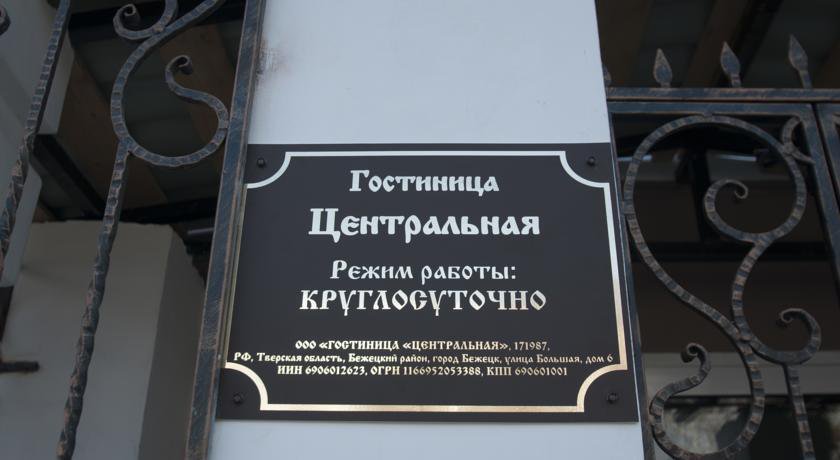 Гостиница
Центральная
Режим работы:
КРУГЛОСУТОЧНО
ООО «ГОСТИНИЦА «ЦЕНТРАЛЬНАЯ», 171987,
РФ, Тверская область, Бежецкий район, город Бежецк, улица Большая, дом 6
ИИН 6906012623, ОГРН 1166952053388, КПП 690601001